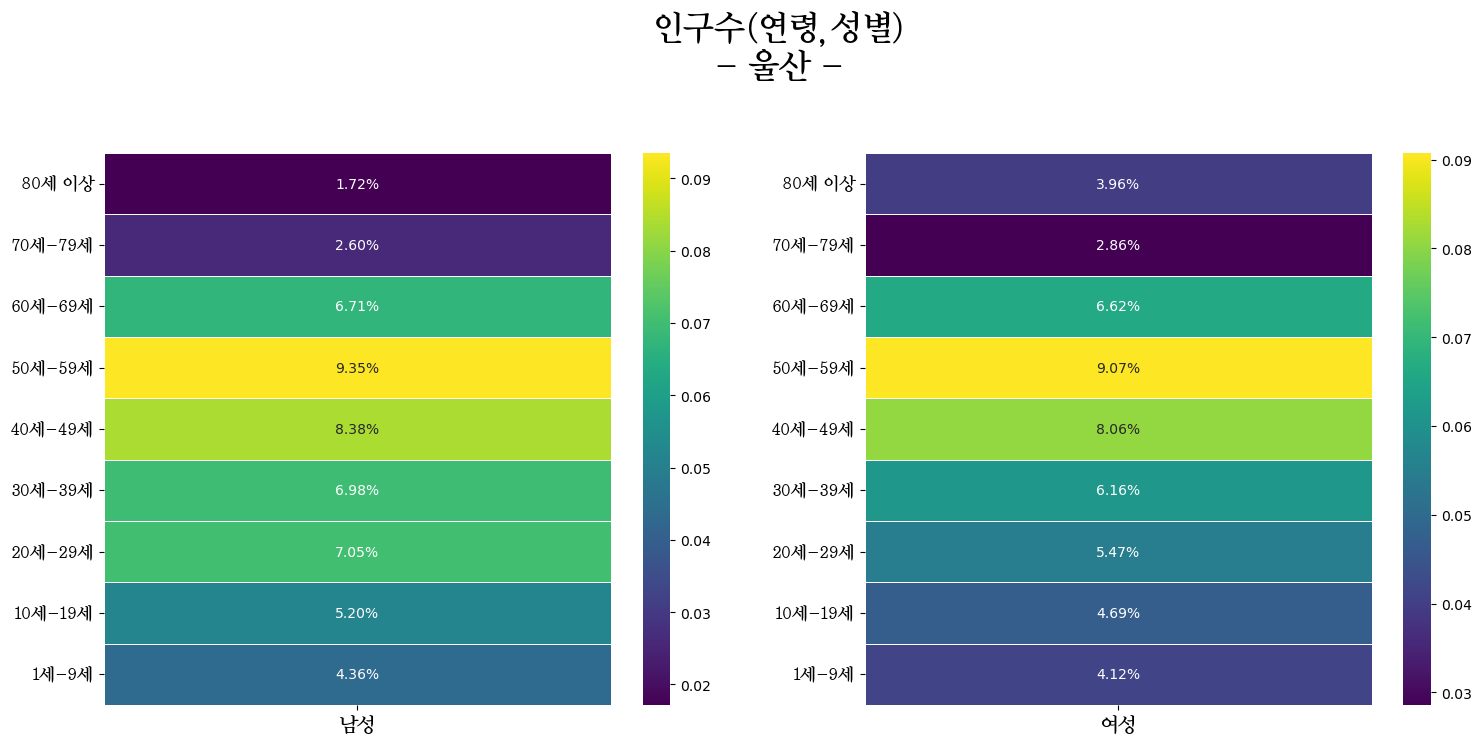 인구수(연령, 성별)
- 울산 -
80세 이상
1.72%
70세-79세
2.60%
60세-69세
6.71%
50세-59세
9.35%
40세-49세
8.38%
30세-39세
6.98%
20세-29세
7.05%
10세-19세
5.20%
1세-9세
4.36%
남성
0.09
0.08
0.07
0.06
0.05
0.04
0.03
0.02
80세 이상
3.96%
70세-79세
2.86%
60세-69세
6.62%
50세-59세
9.07%
40세-49세
8.06%
30세-39세
6.16%
20세-29세
5.47%
10세-19세
4.69%
1세-9세
4.12%
여성
0.09
0.08
0.07
0.06
0.05
0.04
0.03